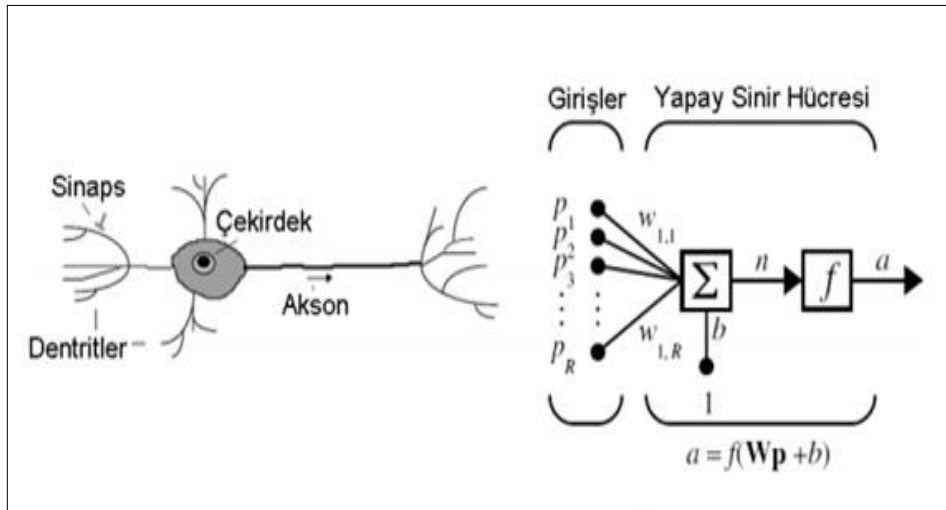 Sinaps
Çekirdek
Akson
Dentritler
Girişler
Yapay Sinir Hücresi
p1
p2
p3
pR
w1,1
w1,R
Σ
n
f
a
b
1
a = f(Wp +b)